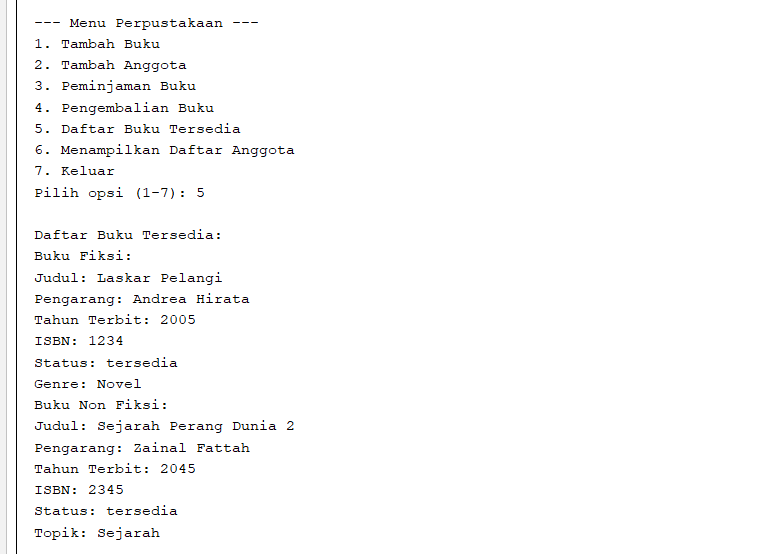 --- Menu Perpustakaan ---
1. Tambah Buku
2. Tambah Anggota
3. Peminjaman Buku
4. Pengembalian Buku
5. Daftar Buku Tersedia
6. Menampilkan Daftar Anggota
7. Keluar
Pilih opsi (1-7): 5
Daftar Buku Tersedia:
Buku Fiksi:
Judul: Laskar Pelangi
Pengarang: Andrea Hirata
Tahun Terbit: 2005
ISBN: 1234
Status: tersedia
Genre: Novel
Buku Non Fiksi:
Judul: Sejarah Perang Dunia 2
Pengarang: Zainal Fattah
Tahun Terbit: 2045
ISBN: 2345
Status: tersedia
Topik: Sejarah